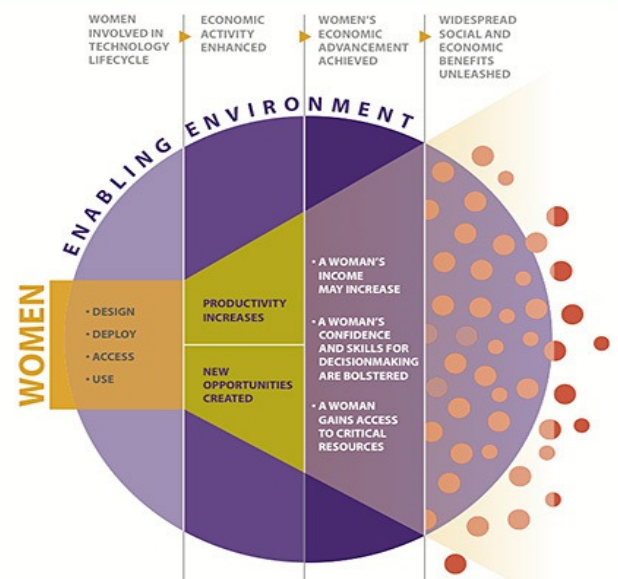 WOMEN
INVOLVED IN
TECHNOLOGY
LIFECYCLE
ECONOMIC
ACTIVITY
ENHANCED
WOMEN'S
ECONOMIC
ADVANCEMENT
ACHIEVED
WIDESPREAD
SOCIAL AND
ECONOMIC
BENEFITS
UNLEASHED
ENABLING ENVIRONMENT
WOMEN
• DESIGN
• DEPLOY
• ACCESS
• USE
PRODUCTIVITY
INCREASES
NEW
OPPORTUNITIES
CREATED
• A WOMAN'S
INCOME
MAY INCREASE
• A WOMAN'S
CONFIDENCE
AND SKILLS FOR
DECISIONMAKING
ARE BOLSTERED
• A WOMAN
GAINS ACCESS
TO CRITICAL
RESOURCES